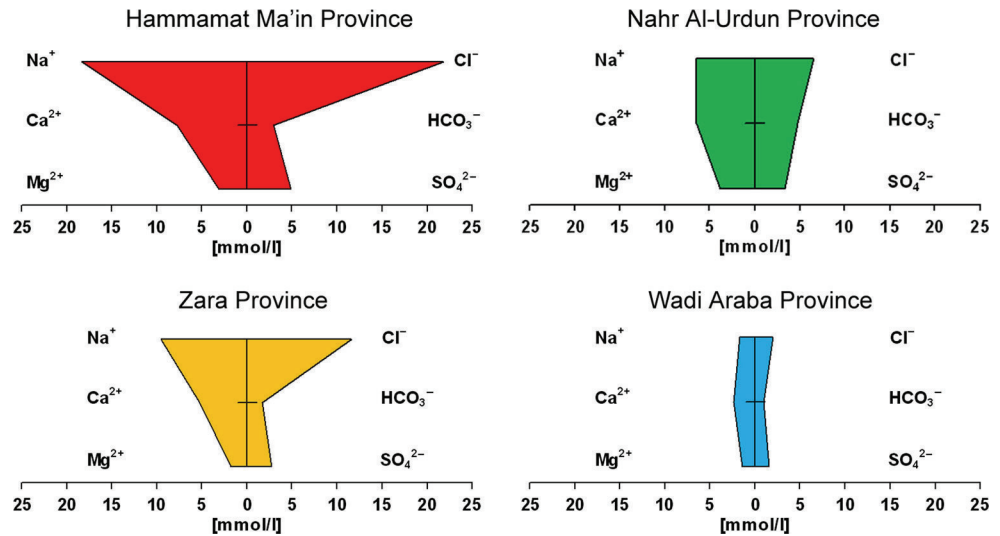 Hammamat Ma’in Province
Na⁺ Cl⁻
Ca²⁺ HCO₃⁻
Mg²⁺ SO₄²⁻
25 20 15 10 5 0 5 10 15 20 25
[mmol/l]
Nahr Al-Urdun Province
Na⁺ Cl⁻
Ca²⁺ HCO₃⁻
Mg²⁺ SO₄²⁻
25 20 15 10 5 0 5 10 15 20 25
[mmol/l]
Zara Province
Na⁺ Cl⁻
Ca²⁺ HCO₃⁻
Mg²⁺ SO₄²⁻
25 20 15 10 5 0 5 10 15 20 25
[mmol/l]
Wadi Araba Province
Na⁺ Cl⁻
Ca²⁺ HCO₃⁻
Mg²⁺ SO₄²⁻
25 20 15 10 5 0 5 10 15 20 25
[mmol/l]